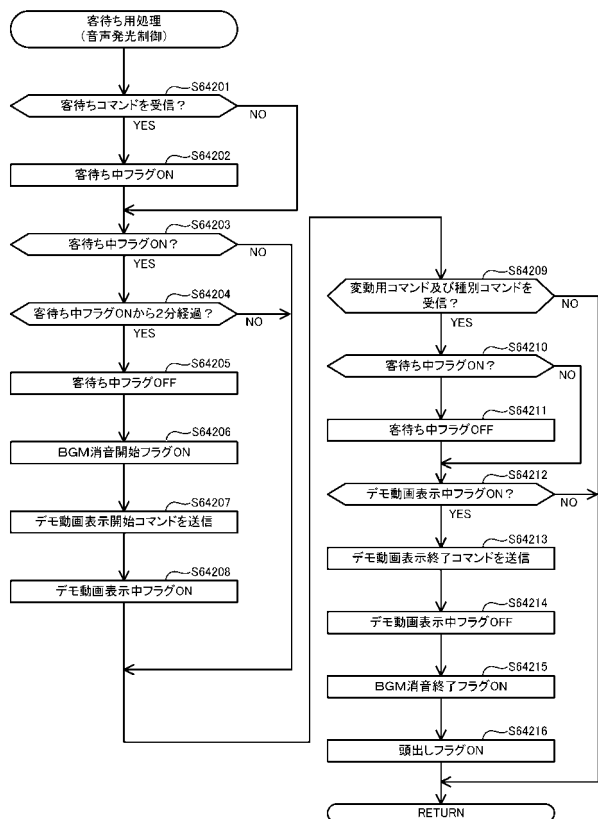 客待ち用処理
(音声発光制御)
S64201
客待ちコマンドを受信？
NO
YES
S64202
客待ち中フラグON
S64203
客待ち中フラグON？
NO
YES
S64204
客待ち中フラグONから2分経過？
NO
YES
S64205
客待ち中フラグOFF
S64206
BGM消音開始フラグON
S64207
デモ動画表示開始コマンドを送信
S64208
デモ動画表示中フラグON
S64209
変動用コマンド及び種別コマンドを
受信？
NO
YES
S64210
客待ち中フラグON？
NO
S64211
客待ち中フラグOFF
S64212
デモ動画表示中フラグON？
NO
YES
S64213
デモ動画表示終了コマンドを送信
S64214
デモ動画表示中フラグOFF
S64215
BGM消音終了フラグON
S64216
頭出しフラグON
RETURN